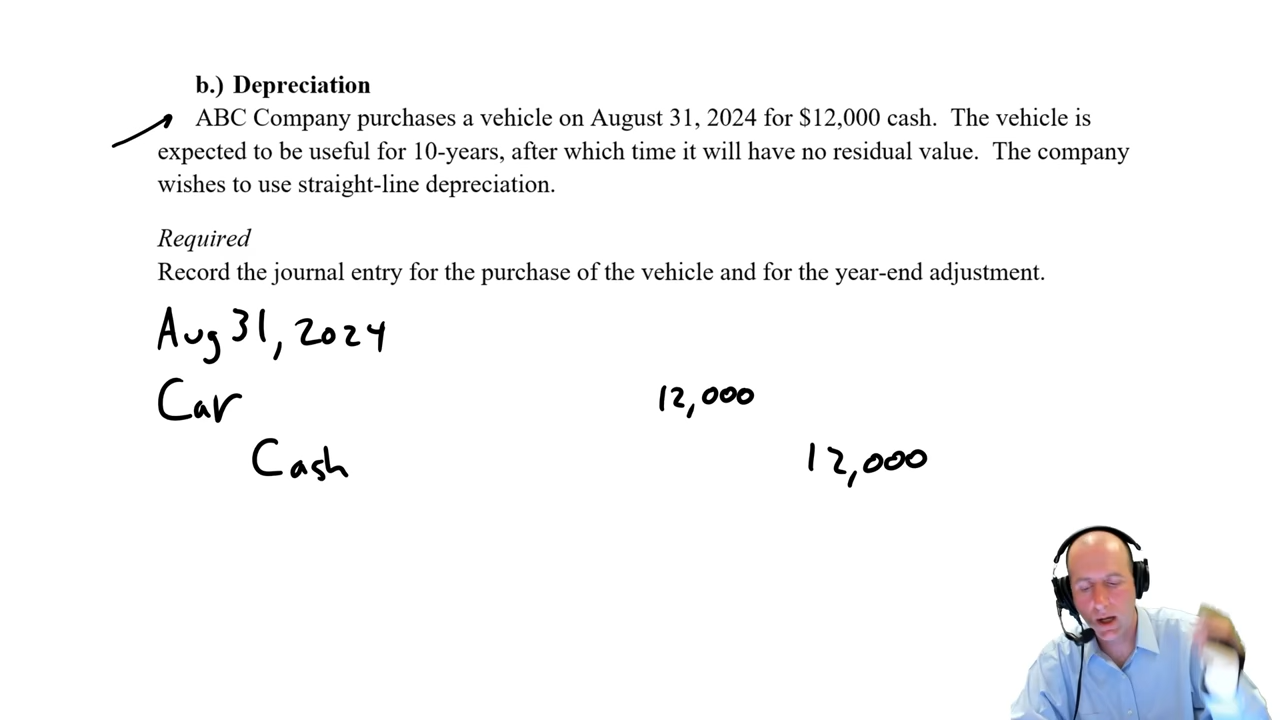 b.) Depreciation
ABC Company purchases a vehicle on August 31, 2024 for $12,000 cash. The vehicle is
expected to be useful for 10-years, after which time it will have no residual value. The company
wishes to use straight-line depreciation.
Required
Record the journal entry for the purchase of the vehicle and for the year-end adjustment.
Aug 31, 2024
Car 12,000
Cash 12,000